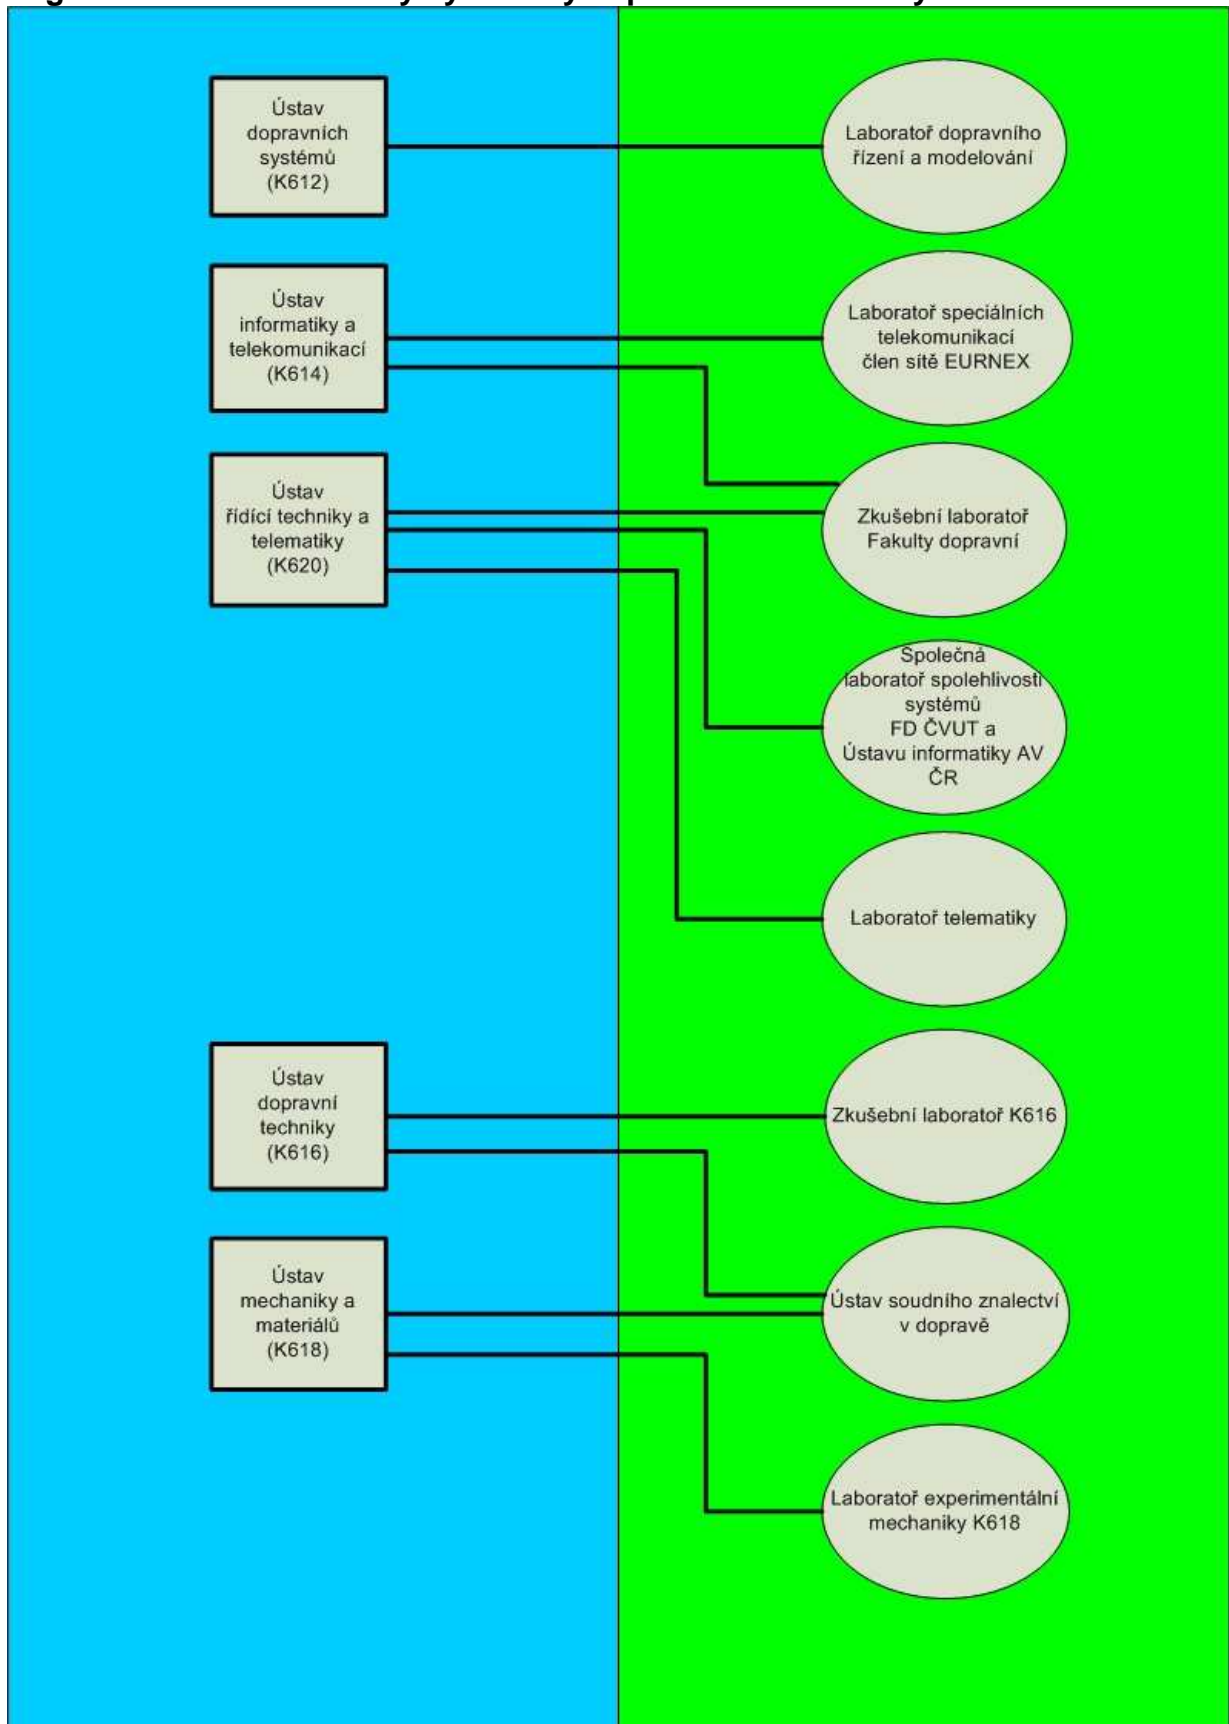 Ústav
dopravních
systémů
(K612)
Laboratoř dopravního
řízení a modelování
Ústav
informatiky a
telekomunikací
(K614)
Laboratoř speciálních
telekomunikací
člen sítě EURNEX
Ústav
řídící techniky a
telematiky
(K620)
Zkušební laboratoř
Fakulty dopravní
Společná
laboratoř spolehlivosti
systémů
FD ČVUT a
Ústavu informatiky AV
ČR
Laboratoř telematiky
Ústav
dopravní
techniky
(K616)
Zkušební laboratoř K616
Ústav
mechaniky a
materiálů
(K618)
Ústav soudního znalectví
v dopravě
Laboratoř experimentální
mechaniky K618